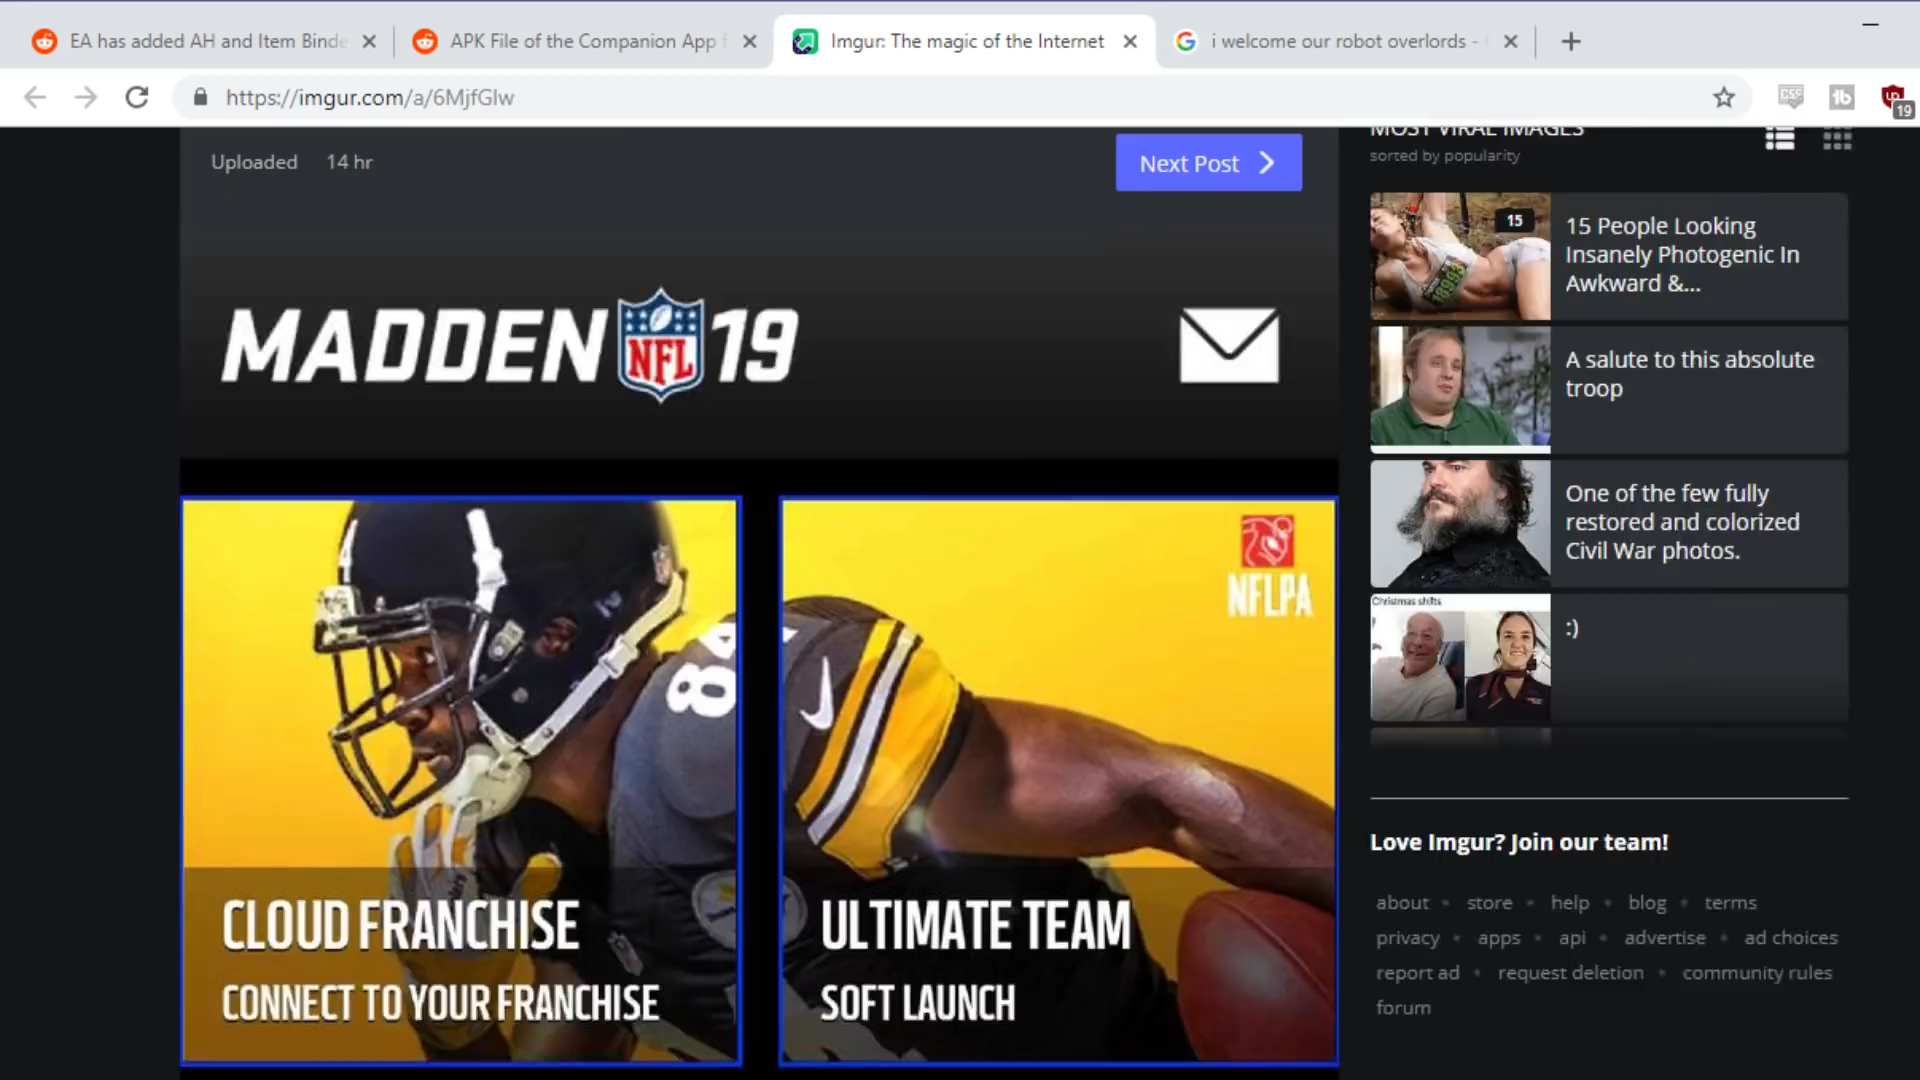 EA has added AH and Item Binde
APK File of the Companion App f
Imgur: The magic of the Internet
i welcome our robot overlords -
https://imgur.com/a/6MjfGlw
19
Uploaded 14 hr
Next Post
MADDEN NFL 19
NFLPA
84
CLOUD FRANCHISE
CONNECT TO YOUR FRANCHISE
ULTIMATE TEAM
SOFT LAUNCH
MOST VIRAL IMAGES
sorted by popularity
15
15 People Looking
Insanely Photogenic In
Awkward &...
A salute to this absolute
troop
One of the few fully
restored and colorized
Civil War photos.
Christmas shifts
:)
Love Imgur? Join our team!
about • store • help • blog • terms
privacy • apps • api • advertise • ad choices
report ad • request deletion • community rules
forum